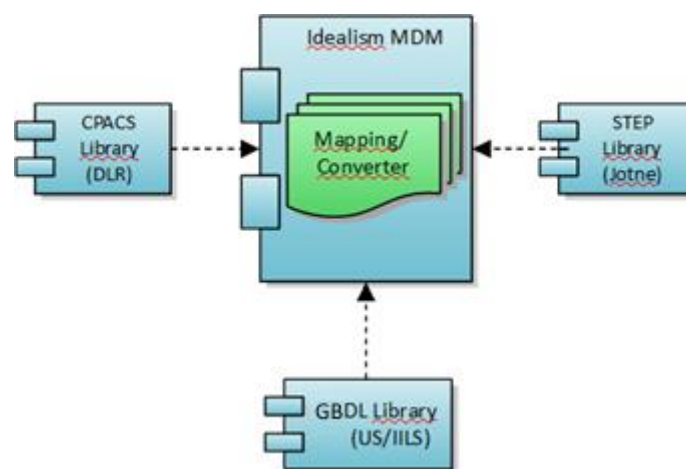 Idealism MDM
Mapping/
Converter
CPACS
Library
(DLR)
STEP
Library
(Jotne)
GBDL Library
(US/IILS)